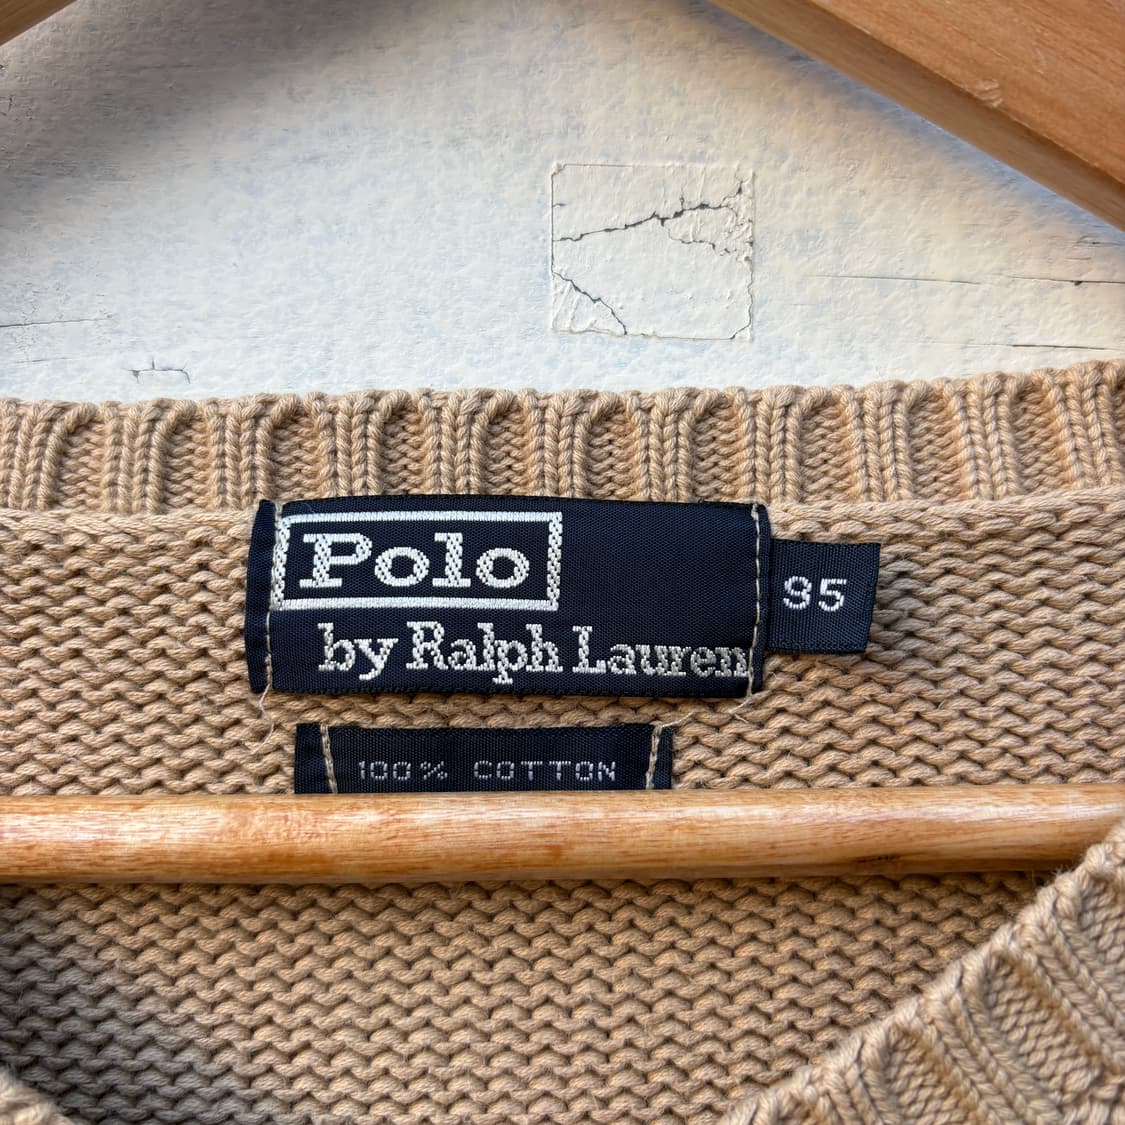 Polo
by Ralph Lauren
95
100% COTTON